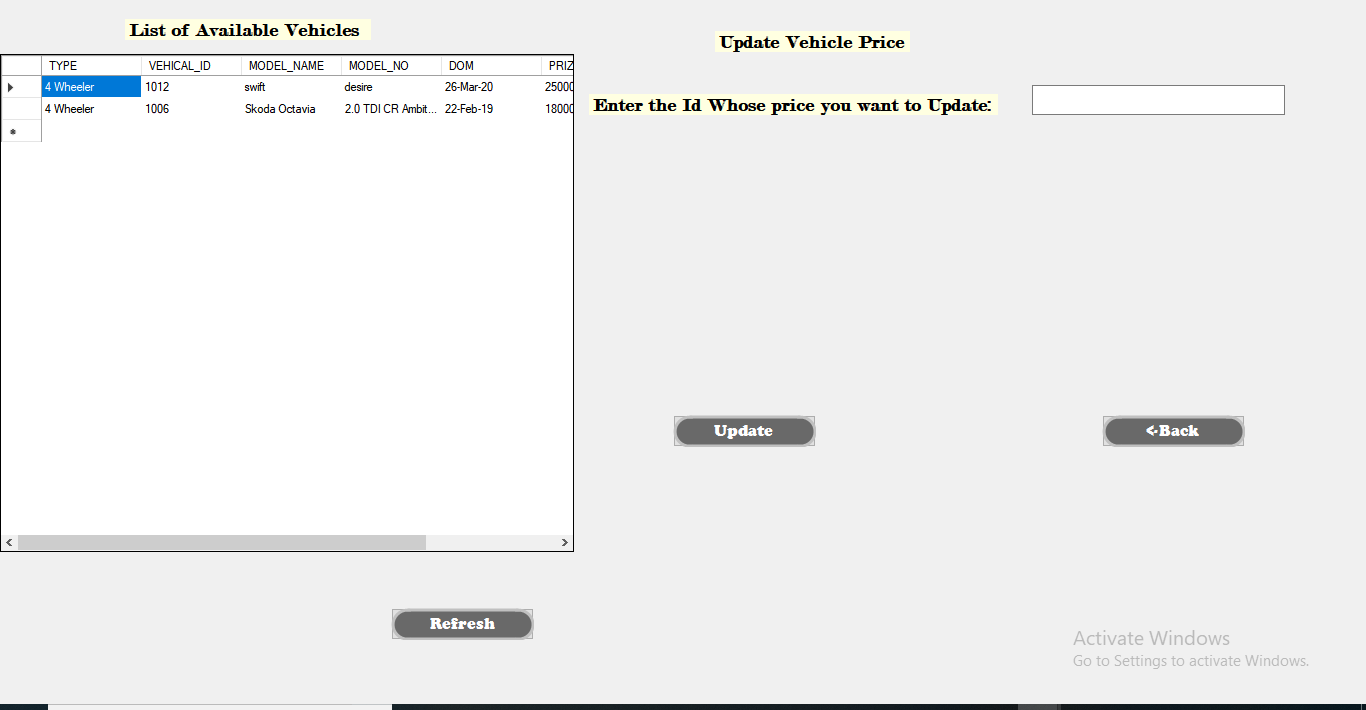 List of Available Vehicles
TYPE VEHICAL_ID MODEL_NAME MODEL_NO DOM PRIZ
4 Wheeler 1012 swift desire 26-Mar-20 25000
4 Wheeler 1006 Skoda Octavia 2.0 TDI CR Ambit... 22-Feb-19 18000
Refresh
Update Vehicle Price
Enter the Id Whose price you want to Update:
Update
<-Back
Activate Windows
Go to Settings to activate Windows.